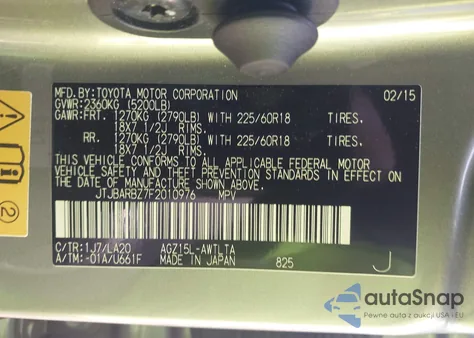 MFD. BY: TOYOTA MOTOR CORPORATION 02/15
GVWR: 2360KG (5200LB)
GAWR: FRT. 1270KG (2790LB) WITH 225/60R18 TIRES.
18X7 1/2J RIMS.
RR. 1270KG (2790LB) WITH 225/60R18 TIRES.
18X7 1/2J RIMS.
THIS VEHICLE CONFORMS TO ALL APPLICABLE FEDERAL MOTOR
VEHICLE SAFETY AND THEFT PREVENTION STANDARDS IN EFFECT ON
THE DATE OF MANUFACTURE SHOWN ABOVE.
JTJBARBZ7F2010976 MPV
C/TR: 1J7/LA20 AGZ15L-AWTLTA
A/TM: -01A/U661F MADE IN JAPAN 825 J
2
autoSnap
Pewne auta z aukcji USA i EU